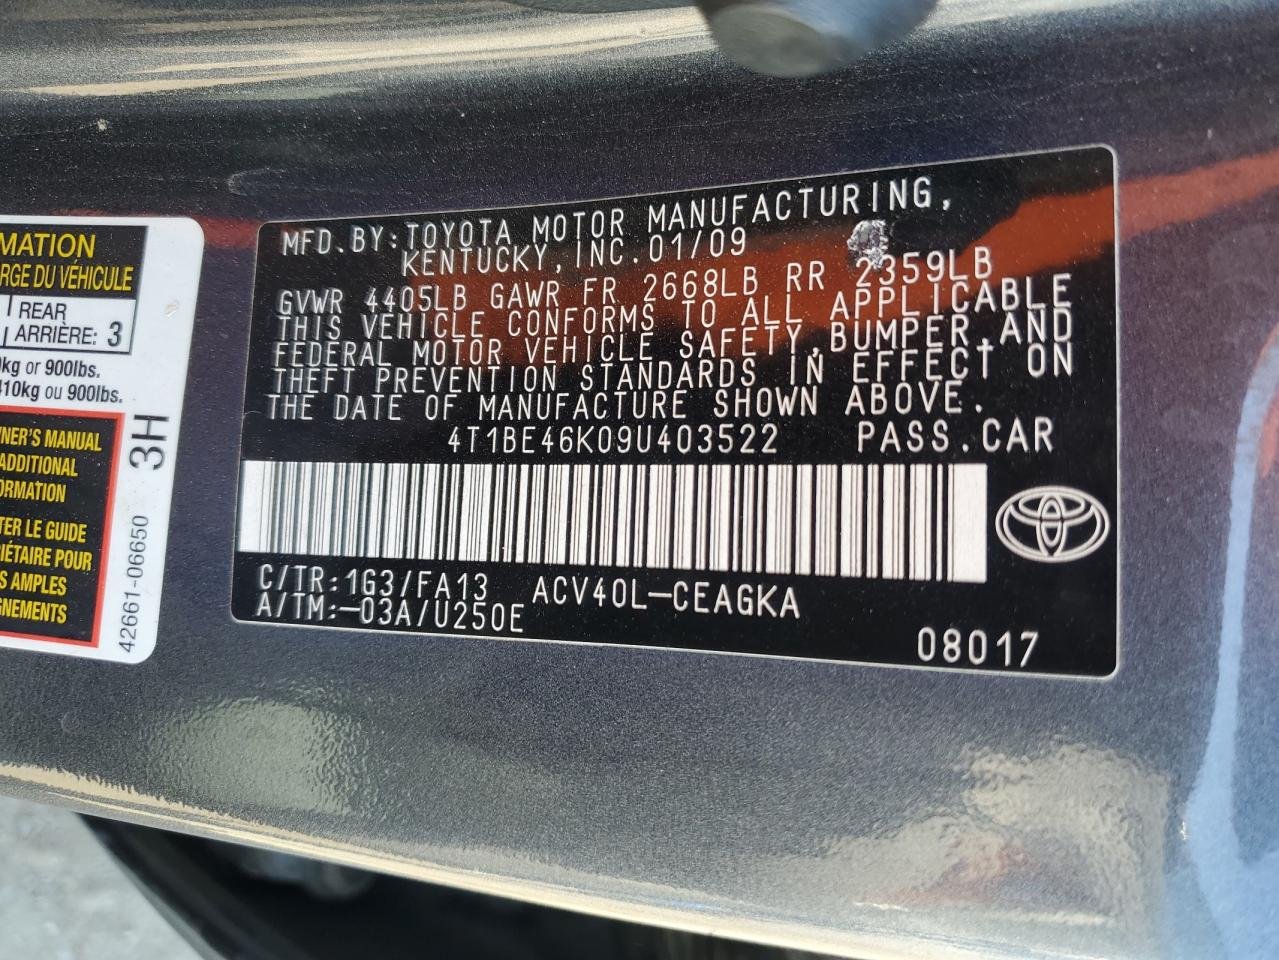 MATION
RGE DU VÉHICULE
REAR
ARRIÈRE: 3
kg or 900lbs.
410kg ou 900lbs.
NER'S MANUAL
ADDITIONAL
ORMATION
TER LE GUIDE
IÉTAIRE POUR
S AMPLES
GNEMENTS
3H
42661-06650
MFD.BY:TOYOTA MOTOR MANUFACTURING,
KENTUCKY,INC.01/09
GVWR 4405LB GAWR FR 2668LB RR 2359LB
THIS VEHICLE CONFORMS TO ALL APPLICABLE
FEDERAL MOTOR VEHICLE SAFETY,BUMPER,AND
THEFT PREVENTION STANDARDS IN EFFECT ON
THE DATE OF MANUFACTURE SHOWN ABOVE.
4T1BE46K09U403522 PASS.CAR
C/TR:1G3/FA13 ACV40L-CEAGKA
A/TM:-03A/U250E
08017